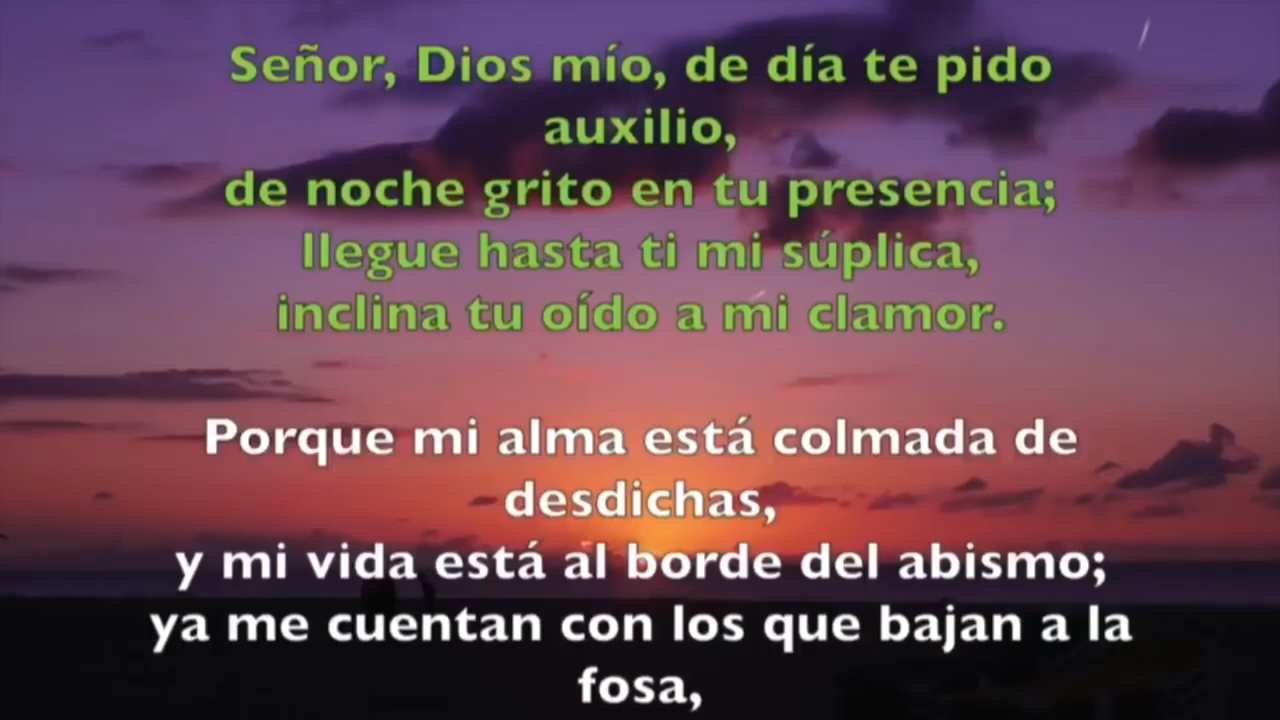 Señor, Dios mío, de día te pido
auxilio,
de noche grito en tu presencia;
llegue hasta ti mi súplica,
inclina tu oído a mi clamor.
Porque mi alma está colmada de
desdichas,
y mi vida está al borde del abismo;
ya me cuentan con los que bajan a la
fosa,